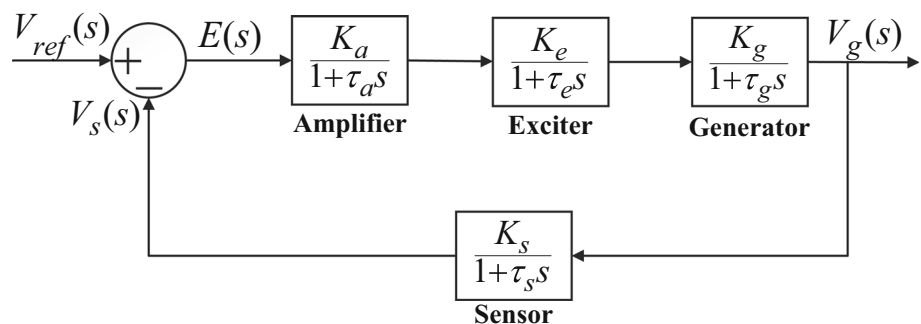 V_ref(s)
+
−
V_s(s)
E(s)
K_a
1+τ_a s
Amplifier
K_e
1+τ_e s
Exciter
K_g
1+τ_g s
Generator
V_g(s)
K_s
1+τ_s s
Sensor